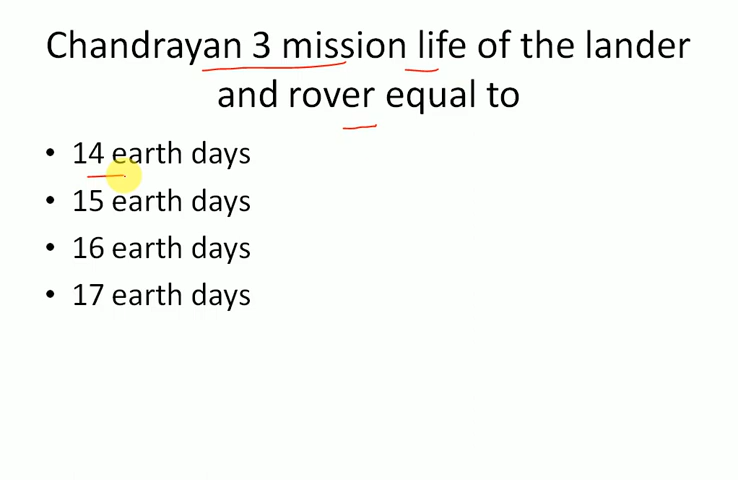 Chandrayan 3 mission life of the lander
and rover equal to
• 14 earth days
• 15 earth days
• 16 earth days
• 17 earth days